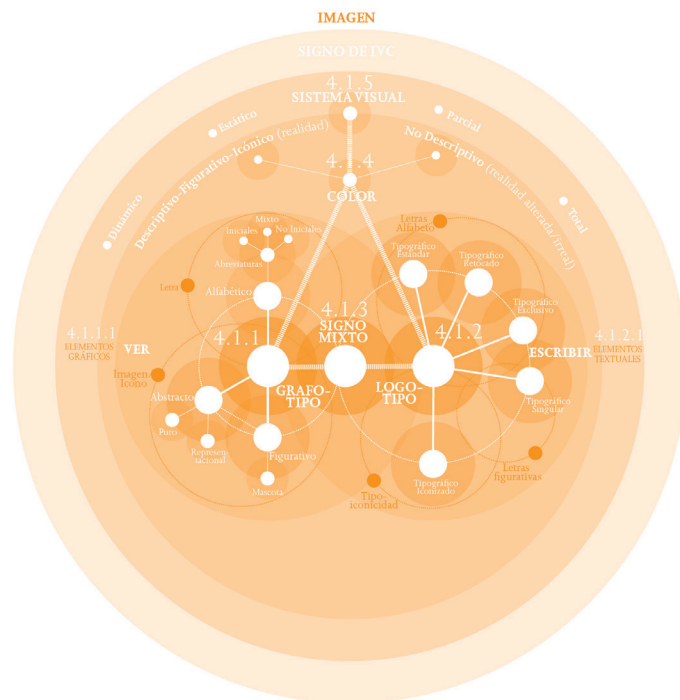 IMAGEN
SIGNO DE IVC
4.1.5
SISTEMA VISUAL
Estático
Parcial
Descriptivo-Figurativo-Icónico (realidad)
No Descriptivo (realidad alterada/irreal)
4.1.4
COLOR
Dinámico
Total
Mixto
Iniciales
No Iniciales
Abreviaturas
Letras
Alfabeto
Tipográfico
Estándar
Tipográfico
Retocado
Letra
Alfabético
Tipográfico
Exclusivo
4.1.3
SIGNO
MIXTO
4.1.1.1
ELEMENTOS
GRÁFICOS
VER
4.1.1
4.1.2
ESCRIBIR
4.1.2.1
ELEMENTOS
TEXTUALES
Imagen
Icono
GRAFO-
TIPO
LOGO-
TIPO
Abstracto
Tipográfico
Singular
Puro
Represen-
tacional
Figurativo
Mascota
Tipográfico
Iconizado
Tipo-
iconicidad
Letras
figurativas